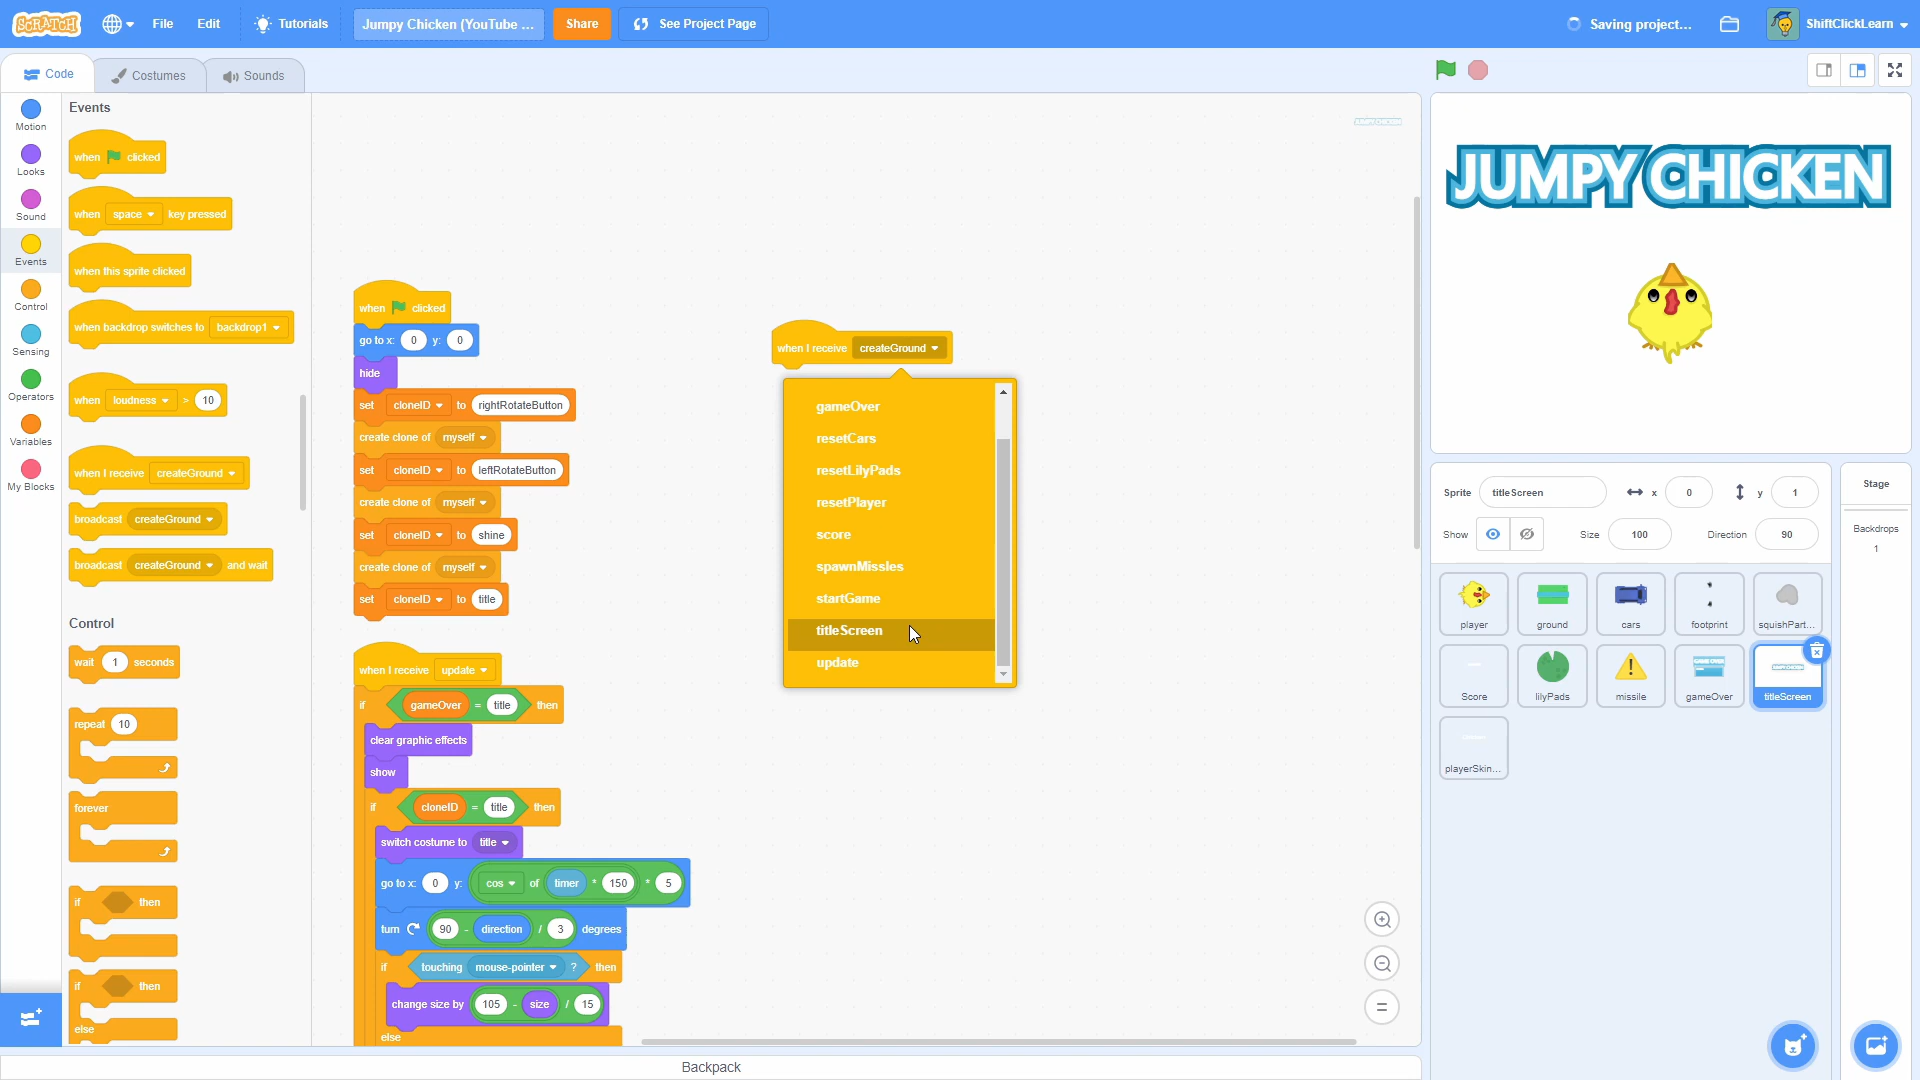 SCRATCH
File
Edit
Tutorials
Jumpy Chicken (YouTube ...
Share
See Project Page
Saving project...
ShiftClickLearn
Code
Costumes
Sounds
Motion
Looks
Sound
Events
Control
Sensing
Operators
Variables
My Blocks
Events
when clicked
when space key pressed
when this sprite clicked
when backdrop switches to backdrop1
when loudness > 10
when I receive createGround
broadcast createGround
broadcast createGround and wait
Control
wait 1 seconds
repeat 10
forever
if then
if then
else
when clicked
go to x: 0 y: 0
hide
set cloneID to rightRotateButton
create clone of myself
set cloneID to leftRotateButton
create clone of myself
set cloneID to shine
create clone of myself
set cloneID to title
when I receive update
if gameOver = title then
clear graphic effects
show
if cloneID = title then
switch costume to title
go to x: 0 y: cos of timer * 150 * 5
turn 90 - direction / 3 degrees
if touching mouse-pointer ? then
change size by 105 - size / 15
else
when I receive createGround
gameOver
resetCars
resetLilyPads
resetPlayer
score
spawnMissles
startGame
titleScreen
update
JUMPY CHICKEN
JUMPY CHICKEN
Sprite titleScreen x 0 y 1
Show Size 100 Direction 90
player
ground
cars
footprint
squishPart...
Score
lilyPads
missile
gameOver
titleScreen
playerSkin...
Stage
Backdrops
1
Backpack